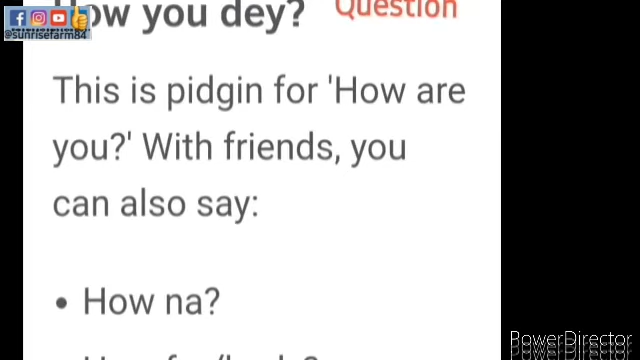 How you dey? Question
@sunrisefarm84
This is pidgin for 'How are
you?' With friends, you
can also say:
• How na?
PowerDirector